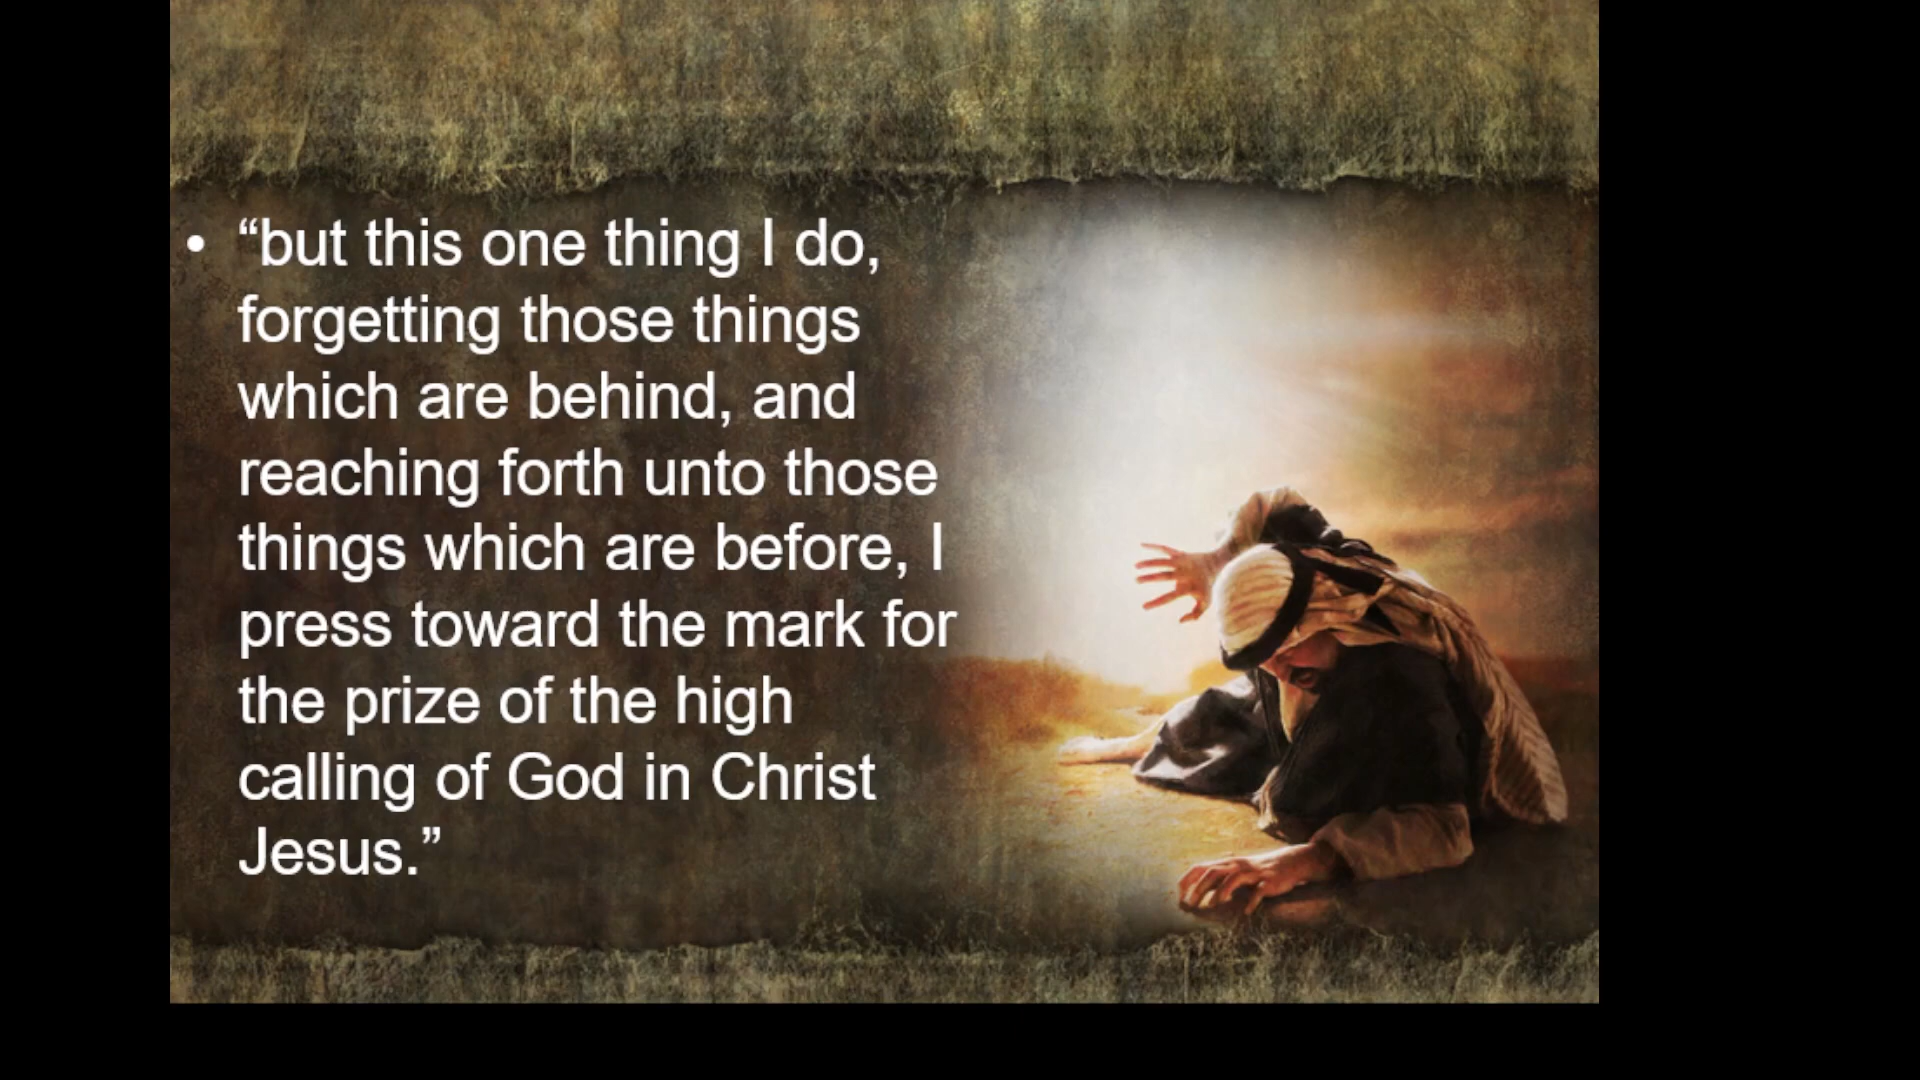 • “but this one thing I do,
forgetting those things
which are behind, and
reaching forth unto those
things which are before, I
press toward the mark for
the prize of the high
calling of God in Christ
Jesus.”